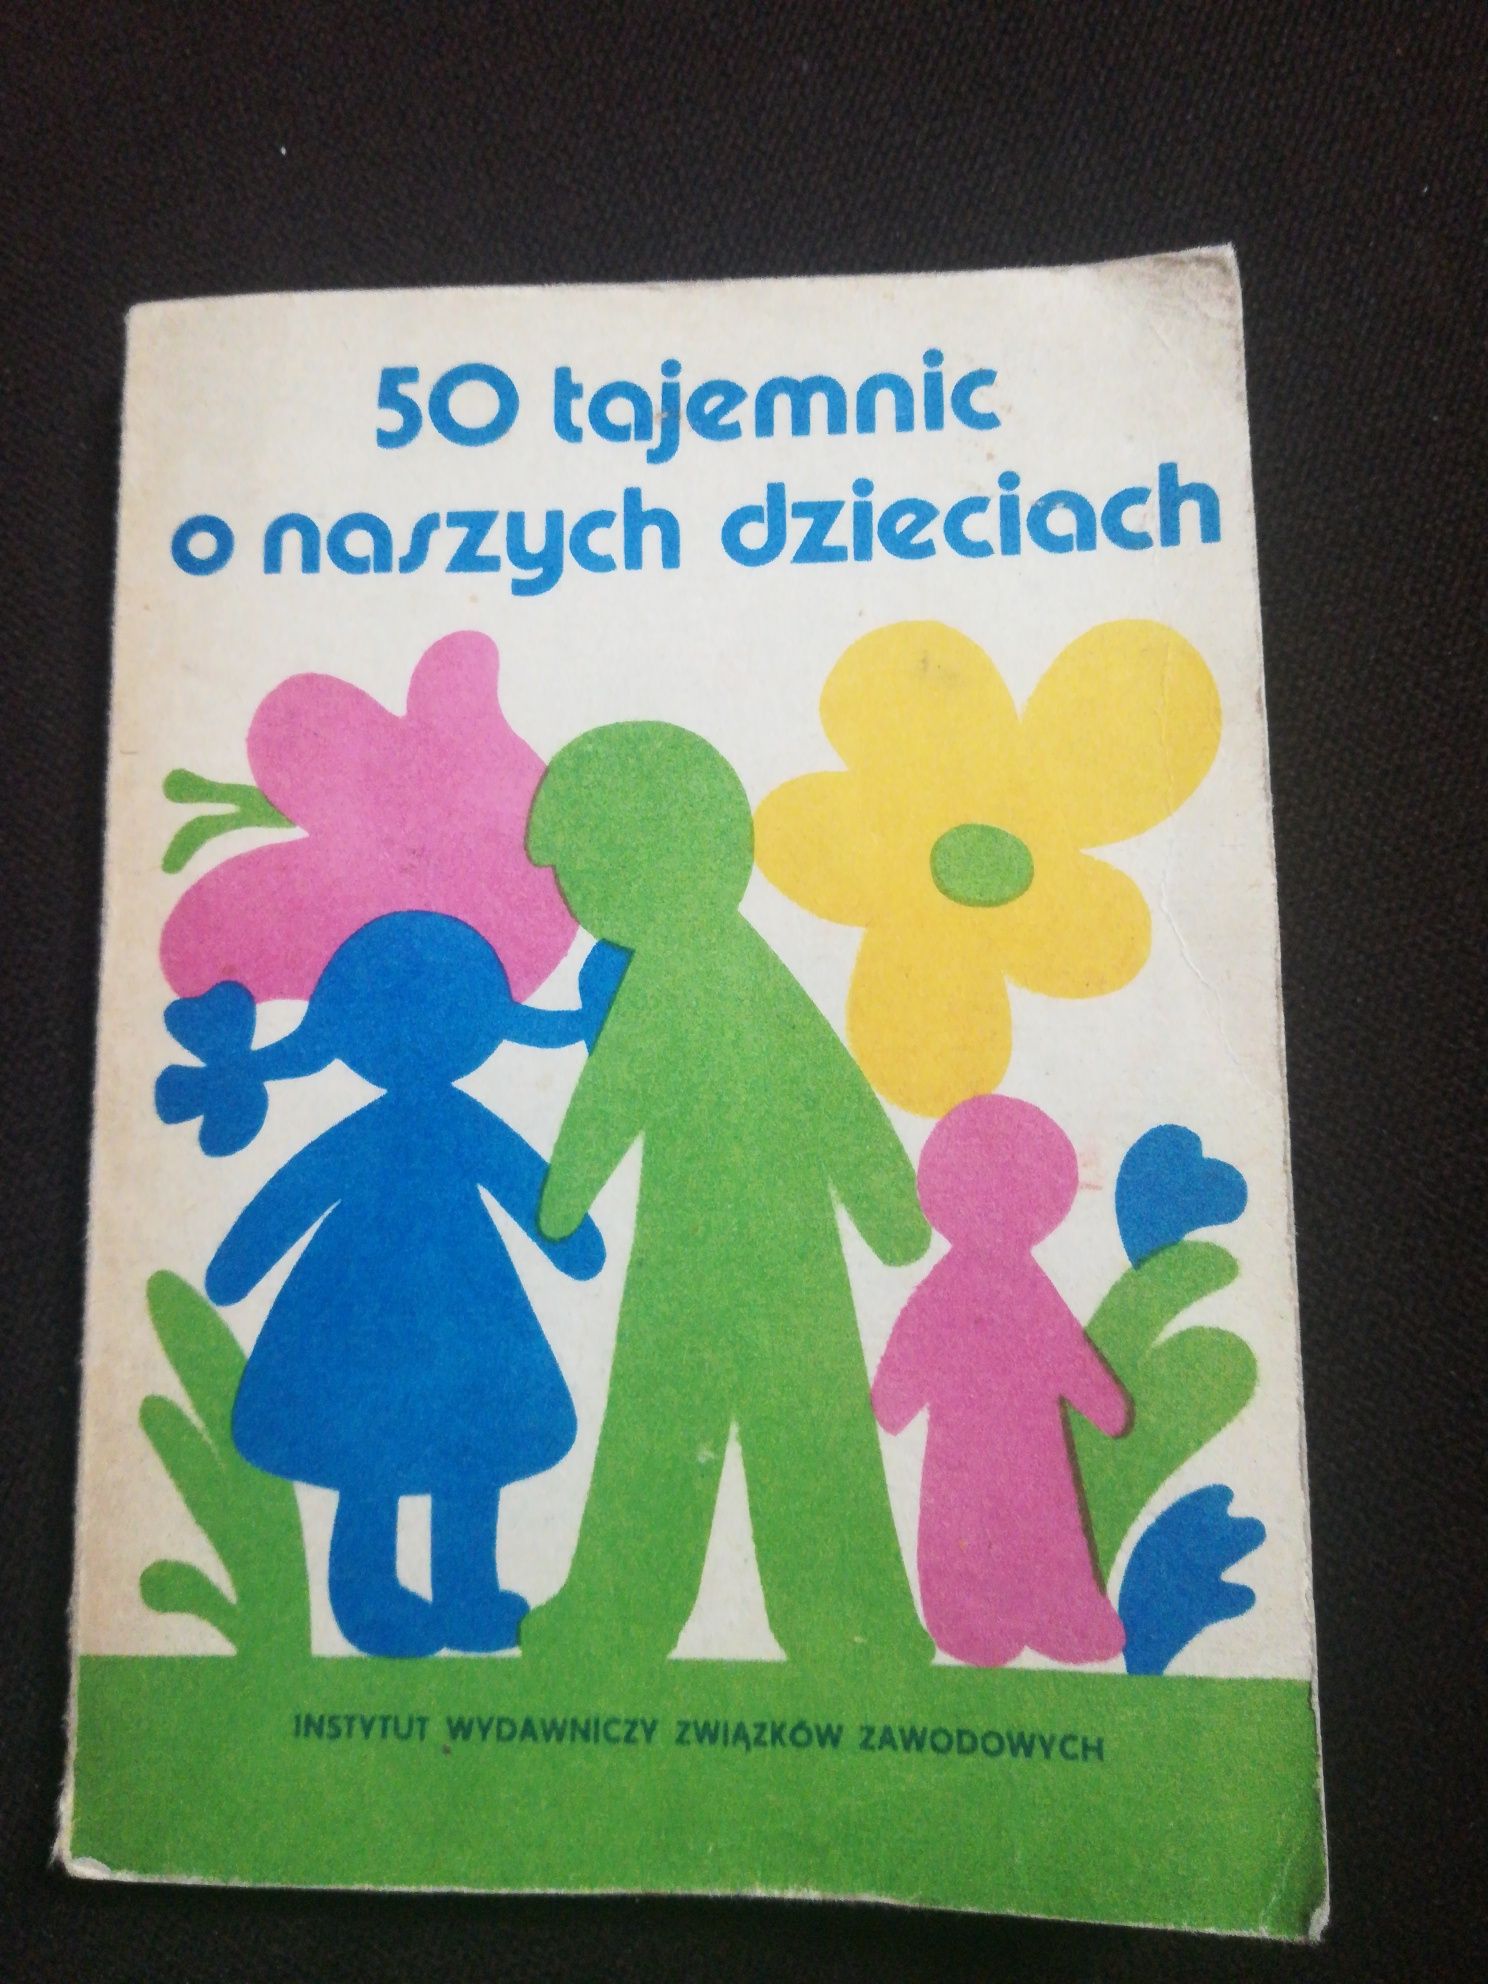 50 tajemnic
o naszych dzieciach
INSTYTUT WYDAWNICZY ZWIĄZKÓW ZAWODOWYCH